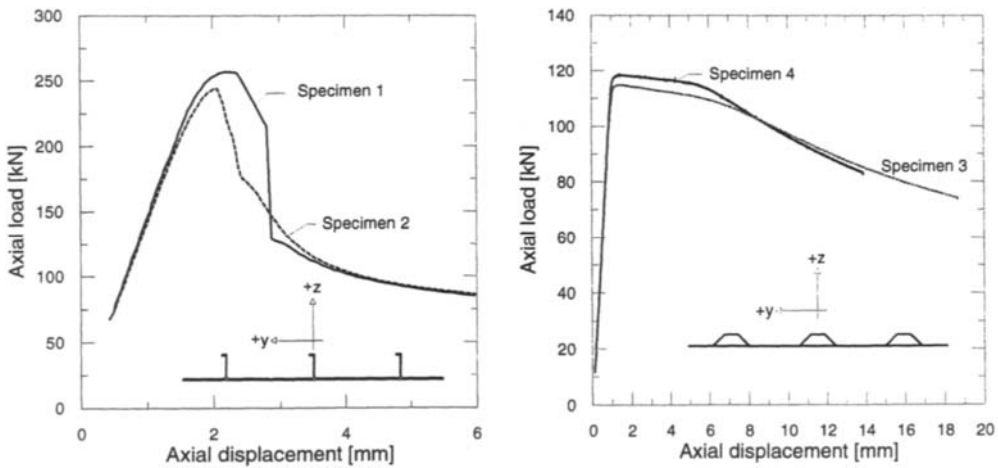 300
250
200
150
100
50
0
Axial load [kN]
Specimen 1
Specimen 2
+z
+y
0 2 4 6
Axial displacement [mm]
140
120
100
80
60
40
20
0
Axial load [kN]
Specimen 4
Specimen 3
+z
+y
0 2 4 6 8 10 12 14 16 18 20
Axial displacement [mm]